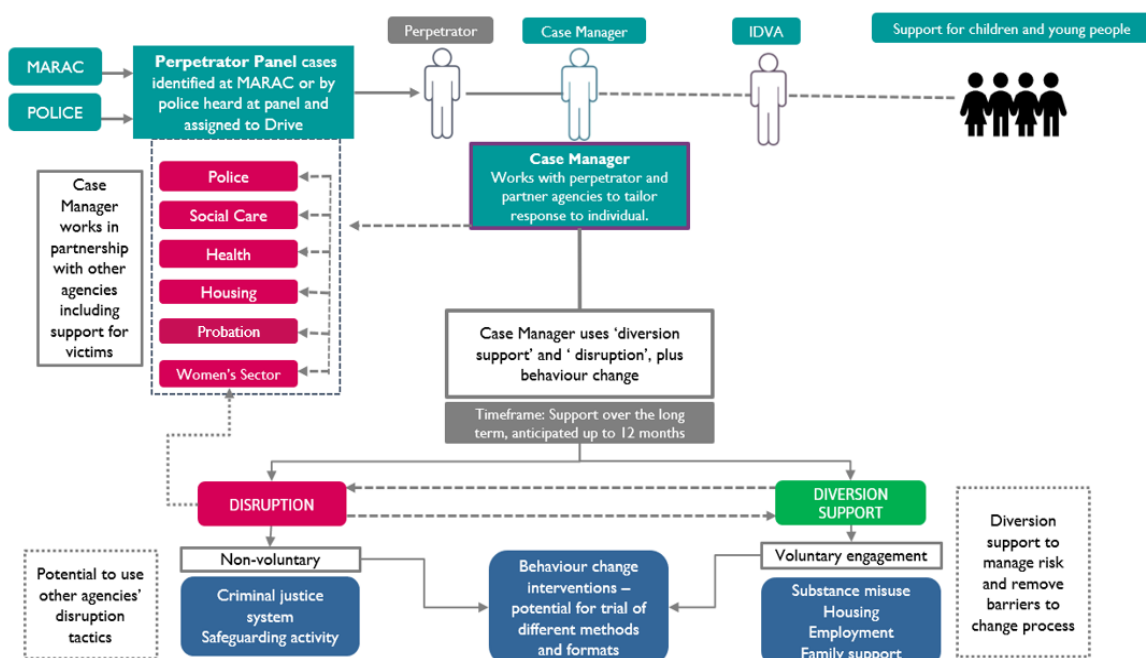 Perpetrator
Case Manager
IDVA
Support for children and young people
MARAC
POLICE
Perpetrator Panel cases
identified at MARAC or by
police heard at panel and
assigned to Drive
Case
Manager
works in
partnership
with other
agencies
including
support for
victims
Police
Social Care
Health
Housing
Probation
Women's Sector
Case Manager
Works with perpetrator and
partner agencies to tailor
response to individual.
Case Manager uses ‘diversion
support’ and ‘ disruption’, plus
behaviour change
Timeframe: Support over the long
term, anticipated up to 12 months
DISRUPTION
DIVERSION
SUPPORT
Non-voluntary
Voluntary engagement
Potential to use
other agencies’
disruption
tactics
Criminal justice
system
Safeguarding activity
Behaviour change
interventions –
potential for trial of
different methods
and formats
Substance misuse
Housing
Employment
Family support
Diversion
support to
manage risk
and remove
barriers to
change process